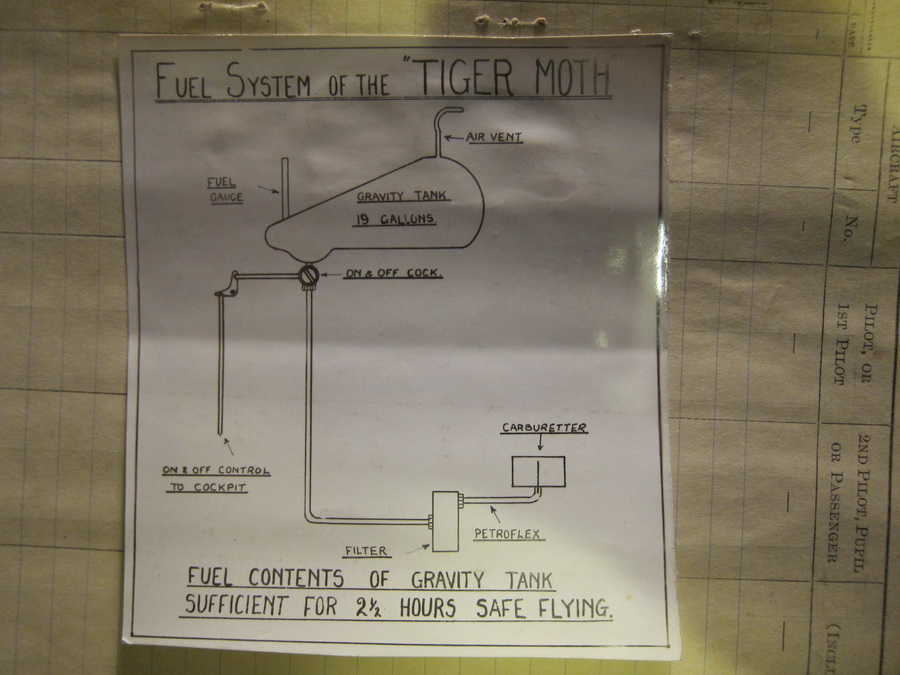 FUEL SYSTEM OF THE "TIGER MOTH
AIR VENT
FUEL
GAUGE
GRAVITY TANK
19 GALLONS
ON & OFF COCK.
CARBURETTER
ON & OFF CONTROL
TO COCKPIT
PETROFLEX
FILTER
FUEL CONTENTS OF GRAVITY TANK
SUFFICIENT FOR 2½ HOURS SAFE FLYING.
AIRCRAFT
Type
No.
PILOT, OR
1ST PILOT
2ND PILOT, PUPIL
OR PASSENGER
DATE